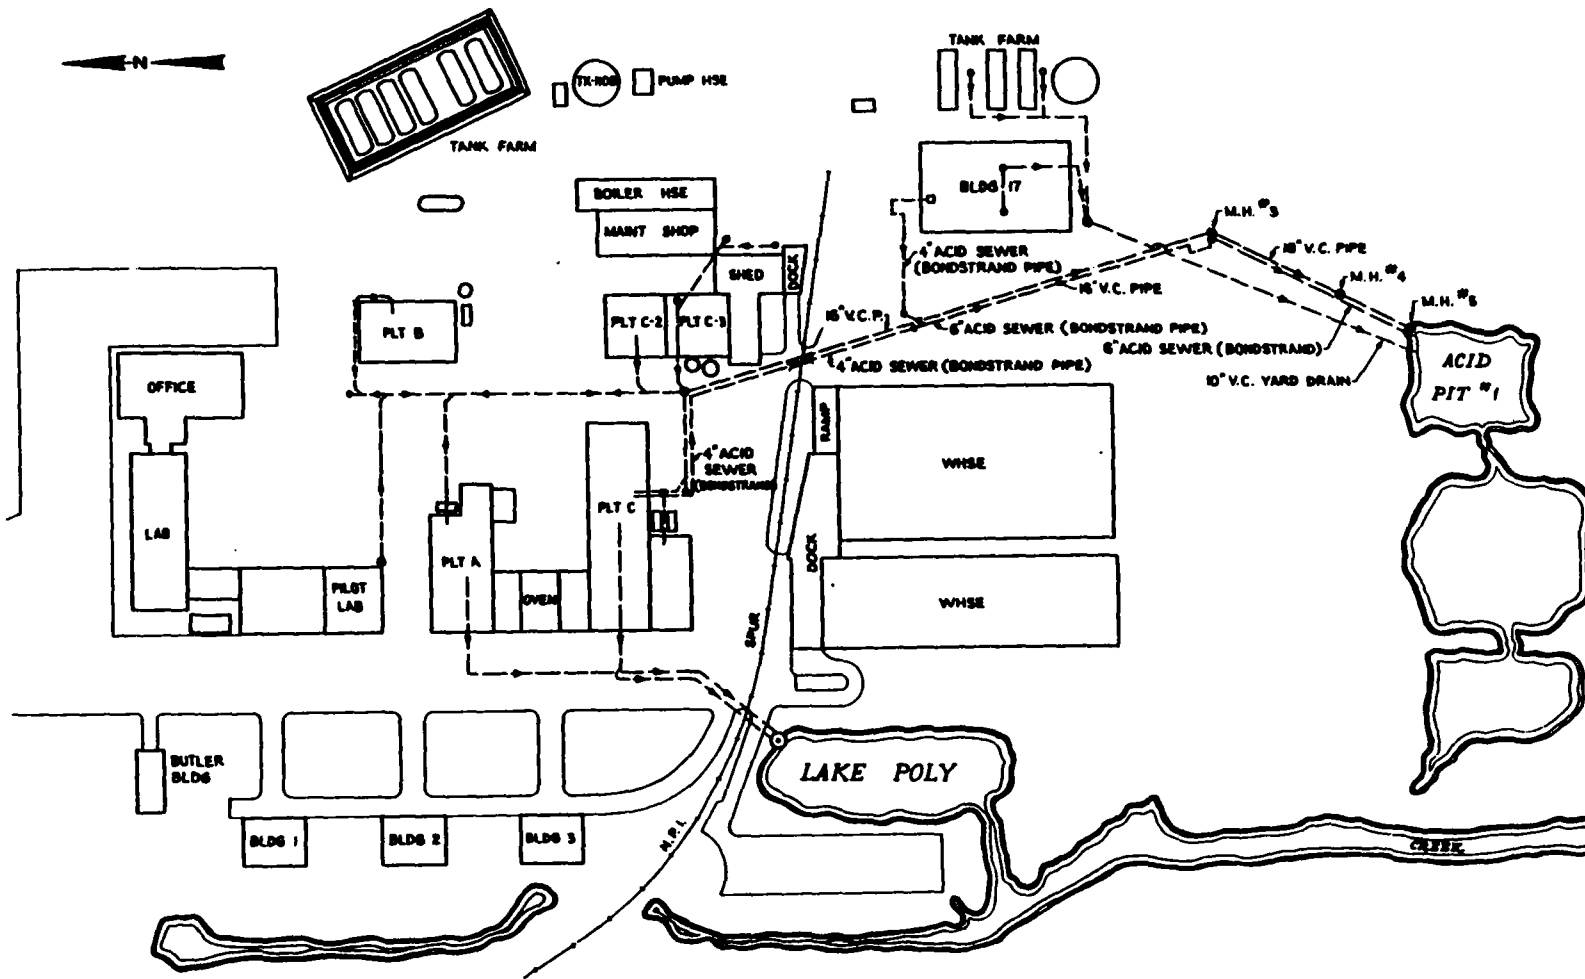 N
TK-1108
PUMP HSE
TANK FARM
TANK FARM
BOILER HSE
MAINT SHOP
BLDG 17
M.H. #3
18" V.C. PIPE
M.H. #4
M.H. #5
4" ACID SEWER
(BONDSTRAND PIPE)
SHED
DOCK
15" V.C. PIPE
PLT B
PLT C-2
PLT C-3
15" V.C.P.
6" ACID SEWER (BONDSTRAND PIPE)
6" ACID SEWER (BONDSTRAND)
4" ACID SEWER (BONDSTRAND PIPE)
10" V.C. YARD DRAIN
ACID
PIT #1
OFFICE
RAMP
4" ACID
SEWER
(BONDSTRAND)
WHSE
PLT C
LAB
PLT A
DOCK
PILOT
LAB
OVEN
WHSE
SPUR
BUTLER
BLDG
LAKE POLY
BLDG 1
BLDG 2
BLDG 3
M.P.I.
CREEK